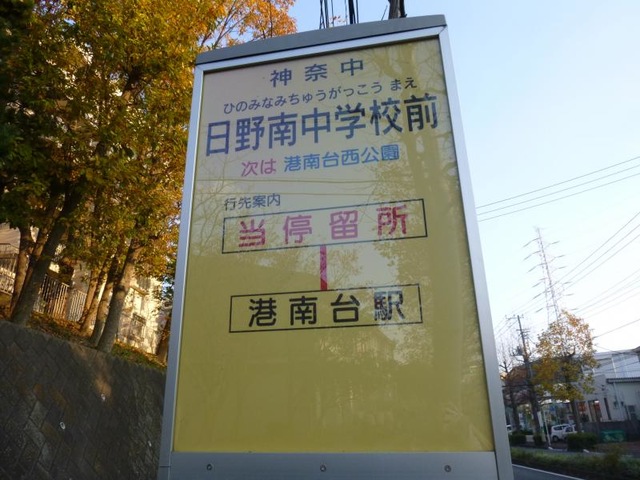 神奈中
ひのみなみちゅうがっこう まえ
日野南中学校前
次は 港南台西公園
行先案内
当停留所
港南台駅